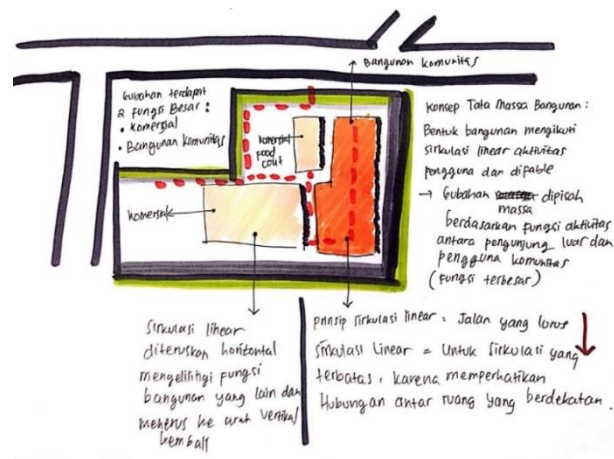 Bangunan komunitas
Gubahan terdapat
2 Fungsi Besar :
• Komersial
• Bangunan Komunitas
Komersial
Food
Cout
Komersial
Konsep Tata Massa Bangunan :
Bentuk bangunan mengikuti
sirkulasi linear aktivitas
pengguna dan difable
→ Gubahan massa dipisah
berdasarkan fungsi aktivitas
antara pengunjung luar dan
pengguna komunitas
(fungsi terbesar)
Sirkulasi linear
diteruskan horizontal
mengelilingi fungsi
bangunan yang lain dan
menerus ke arah vertikal
kembali
prinsip sirkulasi linear = Jalan yang lurus
Sirkulasi Linear = Untuk sirkulasi yang
terbatas, karena memperhatikan
Hubungan antar ruang yang berdekatan.